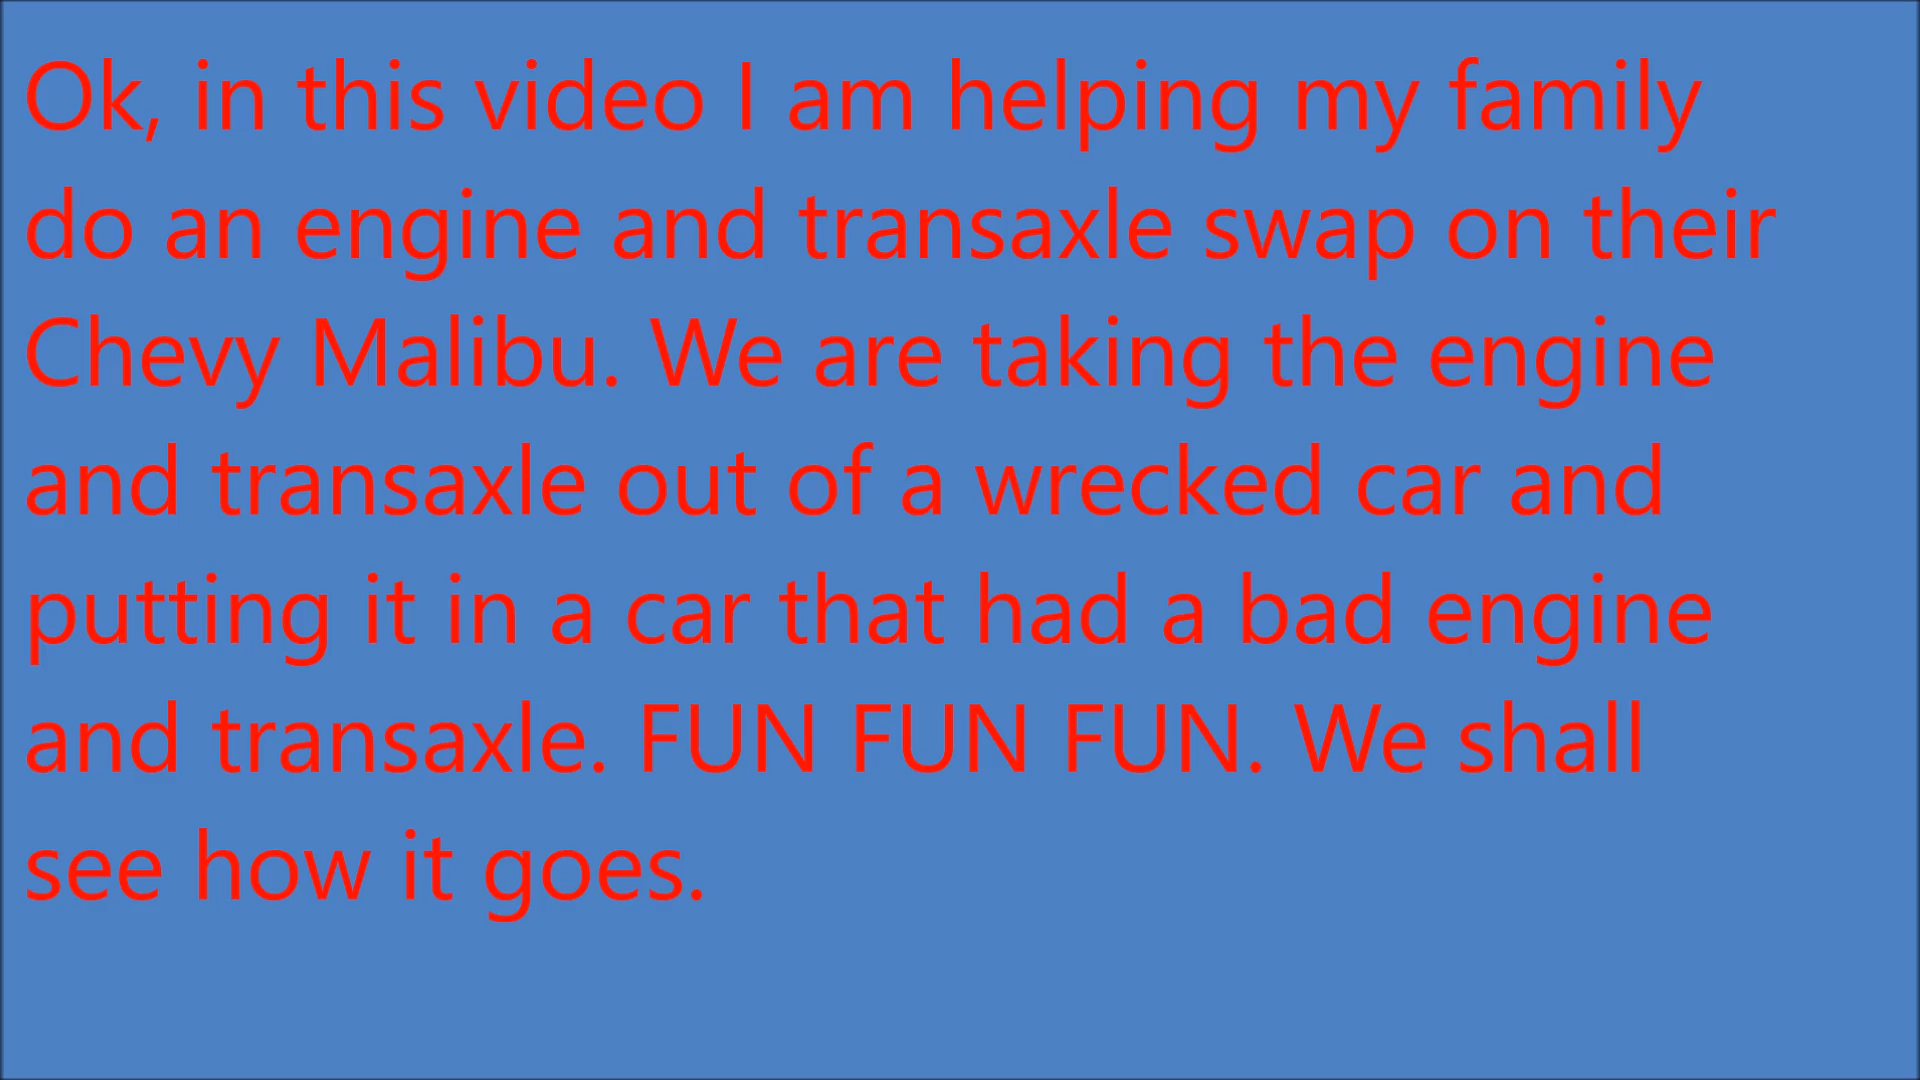 Ok, in this video I am helping my family
do an engine and transaxle swap on their
Chevy Malibu. We are taking the engine
and transaxle out of a wrecked car and
putting it in a car that had a bad engine
and transaxle. FUN FUN FUN. We shall
see how it goes.